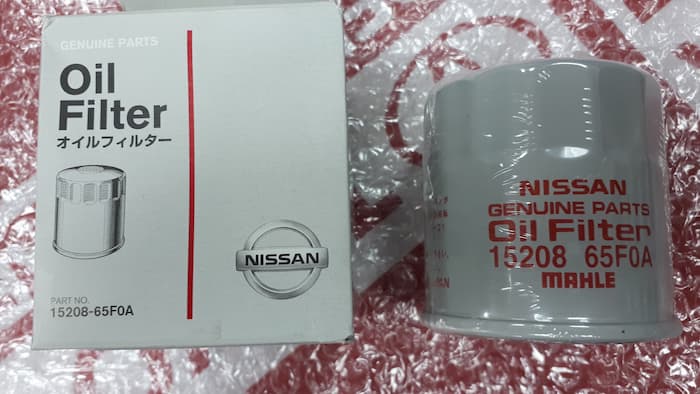 GENUINE PARTS
Oil
Filter
オイルフィルター
NISSAN
PART NO.
15208-65F0A
NISSAN
GENUINE PARTS
Oil Filter
15208 65F0A
MAHLE